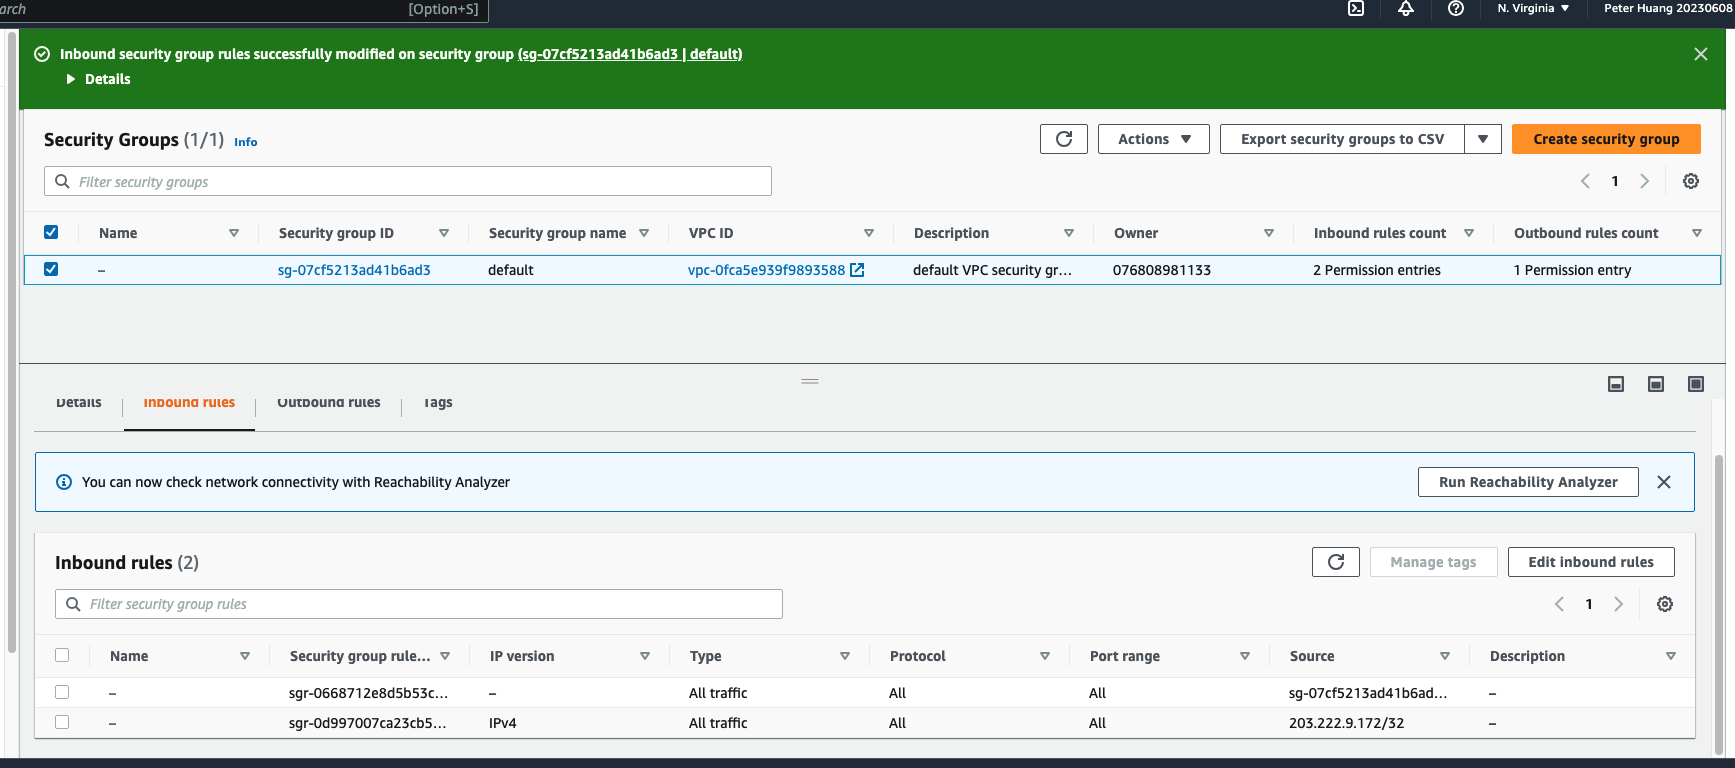 arch [Option+S] N. Virginia Peter Huang 20230608
Inbound security group rules successfully modified on security group (sg-07cf5213ad41b6ad3 | default)
Details
Security Groups (1/1) Info Actions Export security groups to CSV Create security group
Filter security groups 1
Name Security group ID Security group name VPC ID Description Owner Inbound rules count Outbound rules count
– sg-07cf5213ad41b6ad3 default vpc-0fca5e939f9893588 default VPC security gr... 076808981133 2 Permission entries 1 Permission entry
Details Inbound rules Outbound rules Tags
You can now check network connectivity with Reachability Analyzer Run Reachability Analyzer
Inbound rules (2) Manage tags Edit inbound rules
Filter security group rules 1
Name Security group rule... IP version Type Protocol Port range Source Description
– sgr-0668712e8d5b53c... – All traffic All All sg-07cf5213ad41b6ad... –
– sgr-0d997007ca23cb5... IPv4 All traffic All All 203.222.9.172/32 –